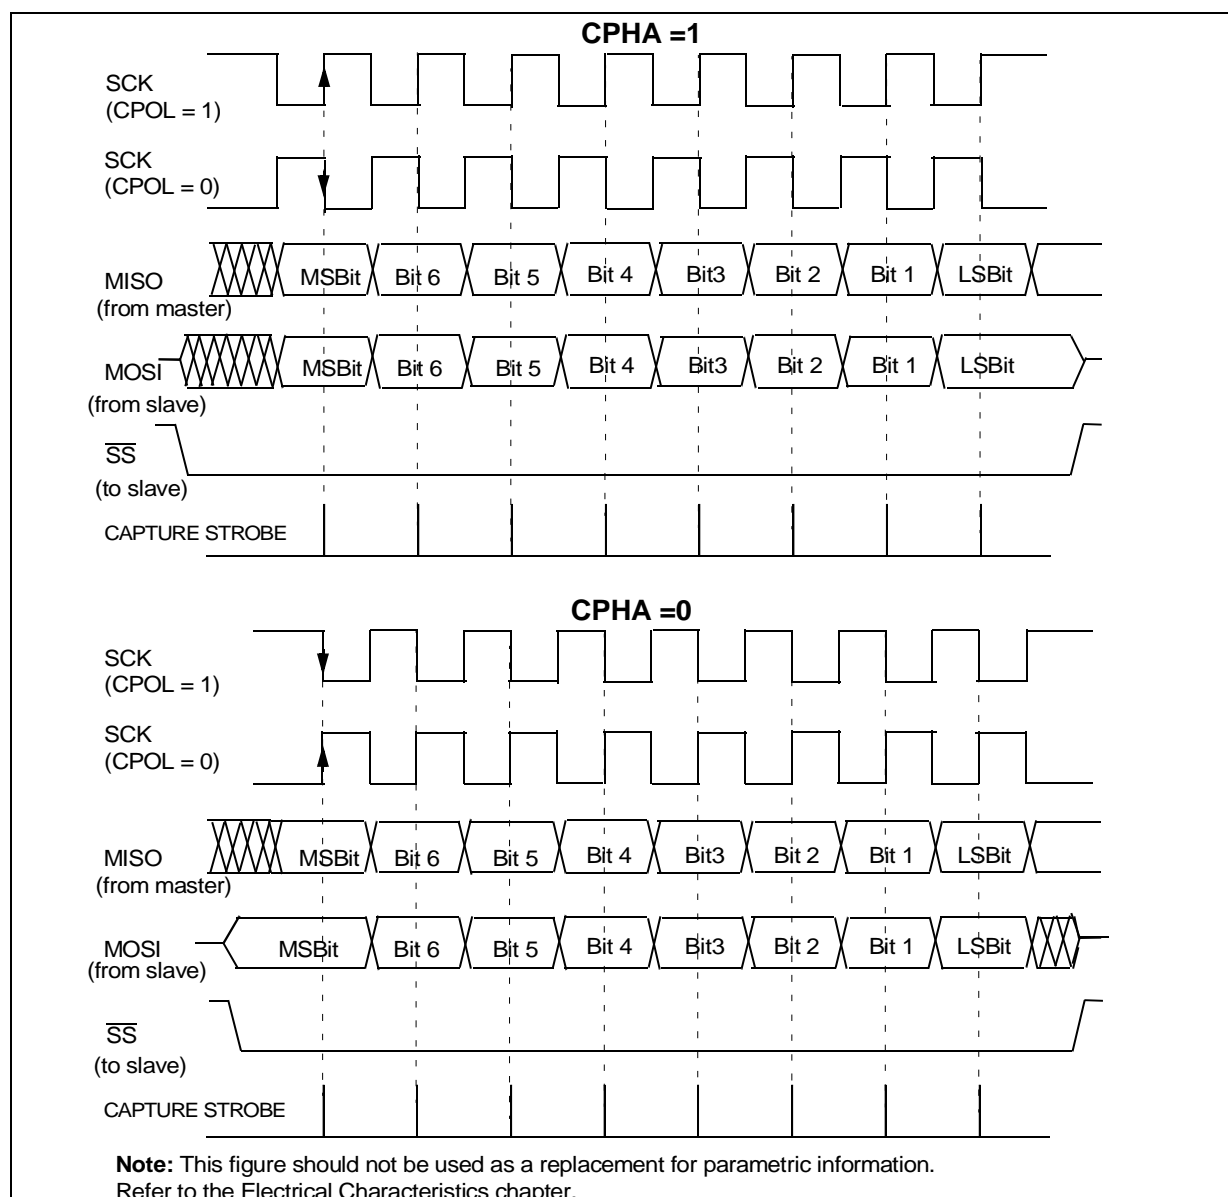 CPHA =1
SCK
(CPOL = 1)
SCK
(CPOL = 0)
MISO
(from master)
MSBit Bit 6 Bit 5 Bit 4 Bit3 Bit 2 Bit 1 LSBit
MOSI
(from slave)
MSBit Bit 6 Bit 5 Bit 4 Bit3 Bit 2 Bit 1 LSBit
SS
(to slave)
CAPTURE STROBE
CPHA =0
SCK
(CPOL = 1)
SCK
(CPOL = 0)
MISO
(from master)
MSBit Bit 6 Bit 5 Bit 4 Bit3 Bit 2 Bit 1 LSBit
MOSI
(from slave)
MSBit Bit 6 Bit 5 Bit 4 Bit3 Bit 2 Bit 1 LSBit
SS
(to slave)
CAPTURE STROBE
Note: This figure should not be used as a replacement for parametric information.
Refer to the Electrical Characteristics chapter.